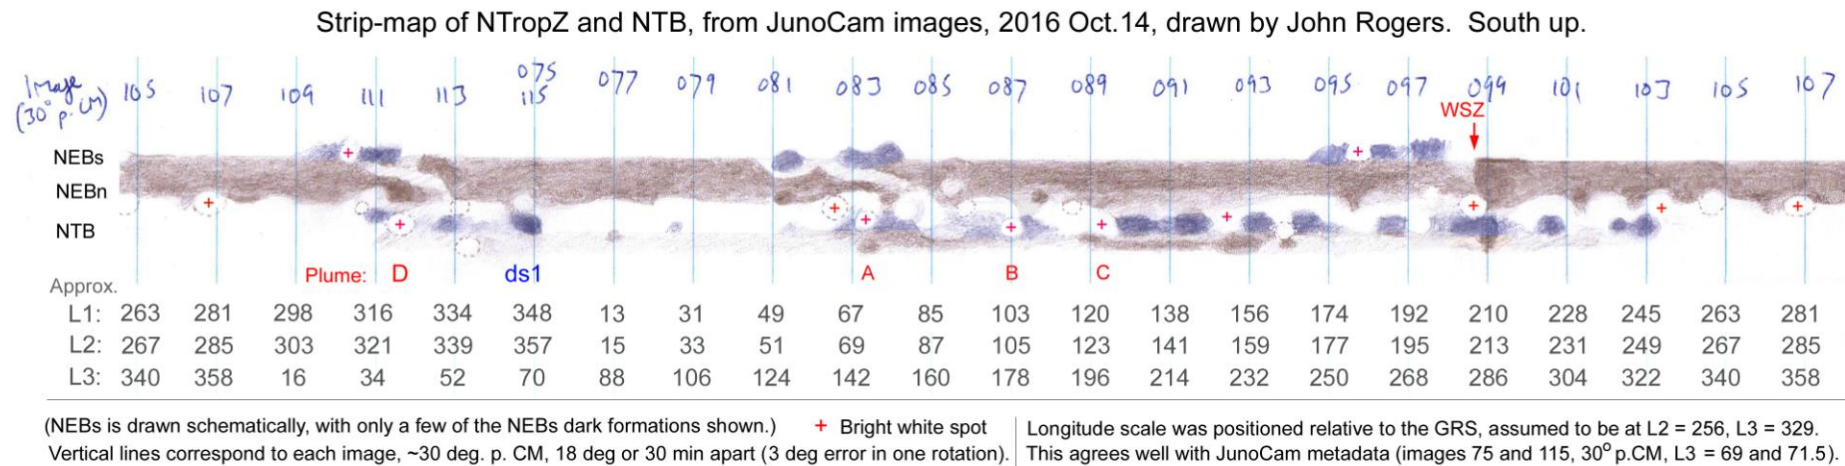 Strip-map of NTropZ and NTB, from JunoCam images, 2016 Oct.14, drawn by John Rogers. South up.
Image
(30° p. CM)
105 107 109 111 113 075 077 079 081 083 085 087 089 091 093 095 097 099 101 103 105 107
115
WSZ
NEBs
NEBn
NTB
Plume: D ds1 A B C
Approx.
L1: 263 281 298 316 334 348 13 31 49 67 85 103 120 138 156 174 192 210 228 245 263 281
L2: 267 285 303 321 339 357 15 33 51 69 87 105 123 141 159 177 195 213 231 249 267 285
L3: 340 358 16 34 52 70 88 106 124 142 160 178 196 214 232 250 268 286 304 322 340 358
(NEBs is drawn schematically, with only a few of the NEBs dark formations shown.) + Bright white spot
Vertical lines correspond to each image, ~30 deg. p. CM, 18 deg or 30 min apart (3 deg error in one rotation).
Longitude scale was positioned relative to the GRS, assumed to be at L2 = 256, L3 = 329.
This agrees well with JunoCam metadata (images 75 and 115, 30° p.CM, L3 = 69 and 71.5).